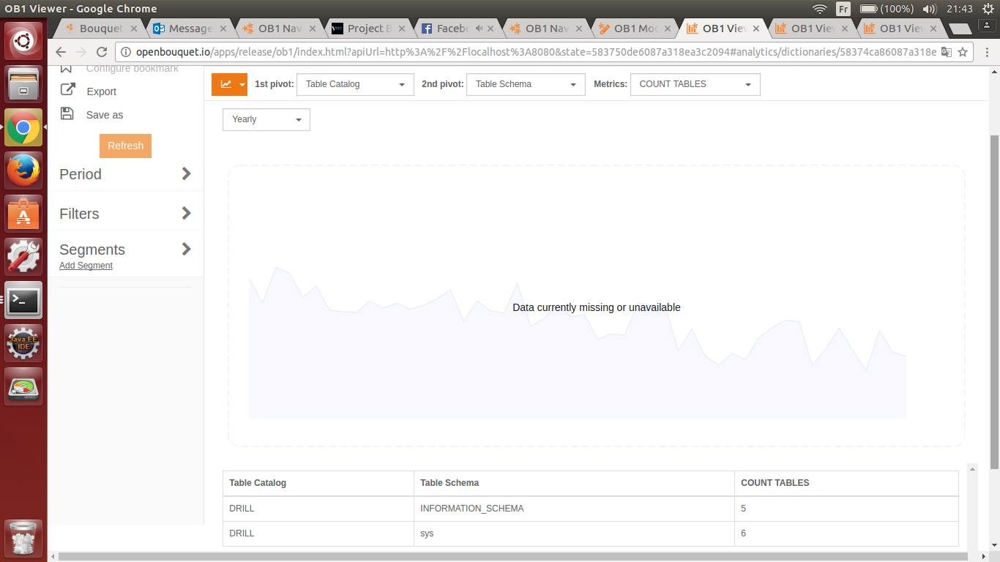 OB1 Viewer - Google Chrome
Fr (100%) 21:43
Bouquet Message OB1 Nav Project B Facebo OB1 Nav OB1 Moc OB1 View OB1 View OB1 View
openbouquet.io/apps/release/ob1/index.html?apiUrl=http%3A%2F%2Flocalhost%3A8080&state=583750de6087a318ea3c2094#analytics/dictionaries/58374ca86087a318e
Configure bookmark
Export
Save as
Refresh
Period
Filters
Segments
Add Segment
1st pivot: Table Catalog 2nd pivot: Table Schema Metrics: COUNT TABLES
Yearly
Data currently missing or unavailable
Table Catalog Table Schema COUNT TABLES
DRILL INFORMATION_SCHEMA 5
DRILL sys 6
Java EE
IDE